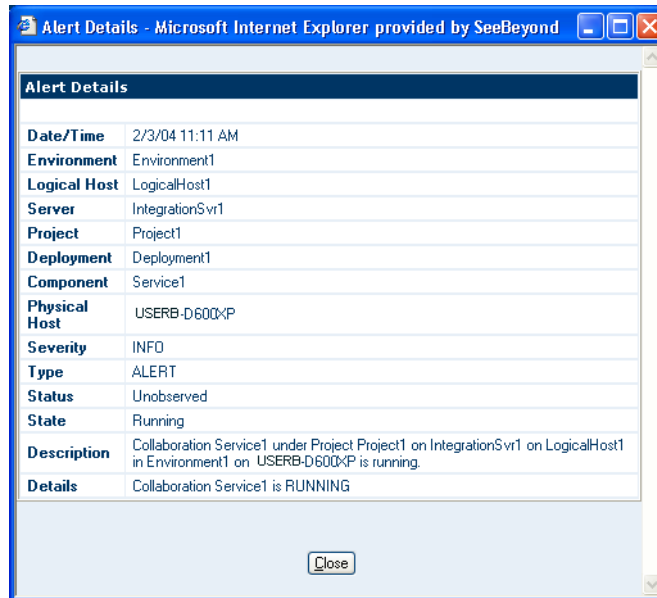 Alert Details - Microsoft Internet Explorer provided by SeeBeyond
Alert Details
Date/Time 2/3/04 11:11 AM
Environment Environment1
Logical Host LogicalHost1
Server IntegrationSvr1
Project Project1
Deployment Deployment1
Component Service1
Physical
Host USERB-D600XP
Severity INFO
Type ALERT
Status Unobserved
State Running
Description Collaboration Service1 under Project Project1 on IntegrationSvr1 on LogicalHost1
in Environment1 on USERB-D600XP is running.
Details Collaboration Service1 is RUNNING
Close